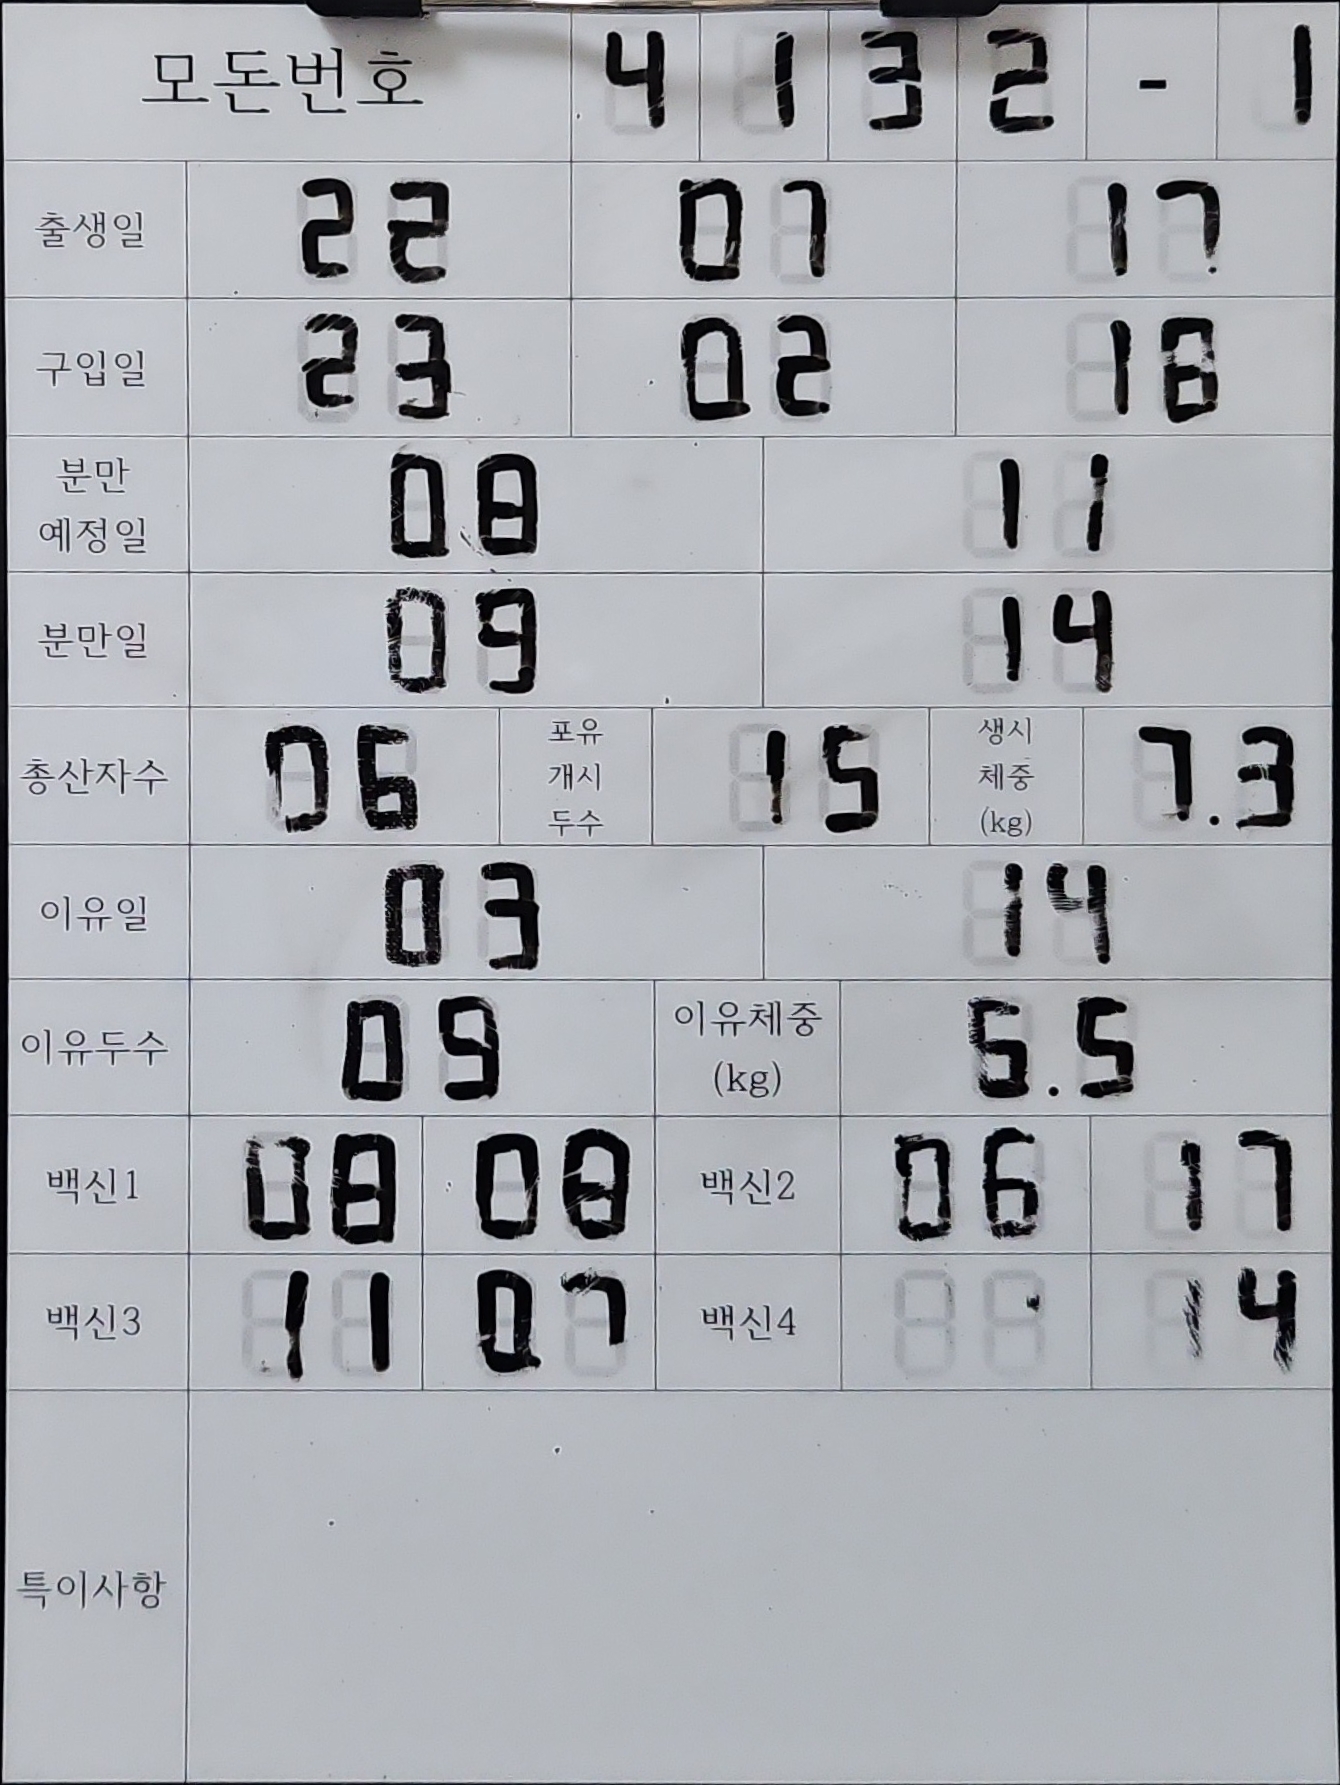 모돈번호 4 1 3 2 - 1
출생일 22 07 17
구입일 23 02 18
분만 예정일 08 11
분만일 09 14
총산자수 06 포유 개시 두수 15 생시 체중 (kg) 7.3
이유일 03 14
이유두수 09 이유체중 (kg) 6.5
백신1 08 08 백신2 06 17
백신3 11 07 백신4 14
특이사항